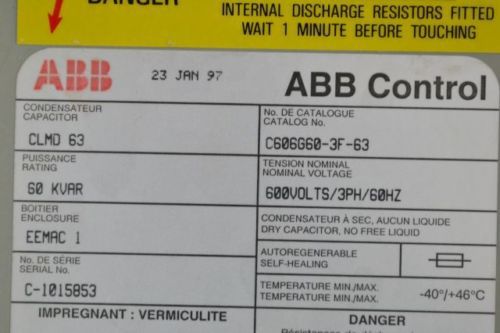 DANGER
INTERNAL DISCHARGE RESISTORS FITTED
WAIT 1 MINUTE BEFORE TOUCHING
ABB
23 JAN 97
ABB Control
CONDENSATEUR
CAPACITOR
CLMD 63
No. DE CATALOGUE
CATALOG No.
C606G60-3F-63
PUISSANCE
RATING
60 KVAR
TENSION NOMINAL
NOMINAL VOLTAGE
600VOLTS/3PH/60HZ
BOITIER
ENCLOSURE
EEMAC 1
CONDENSATEUR À SEC, AUCUN LIQUIDE
DRY CAPACITOR, NO FREE LIQUID
AUTOREGENERABLE
SELF-HEALING
No. DE SÉRIE
SÉRIAL No.
C-1015853
TEMPERATURE MIN./MAX.
TEMPERATURE MIN./MAX.
-40°/+46°C
IMPREGNANT : VERMICULITE
DANGER